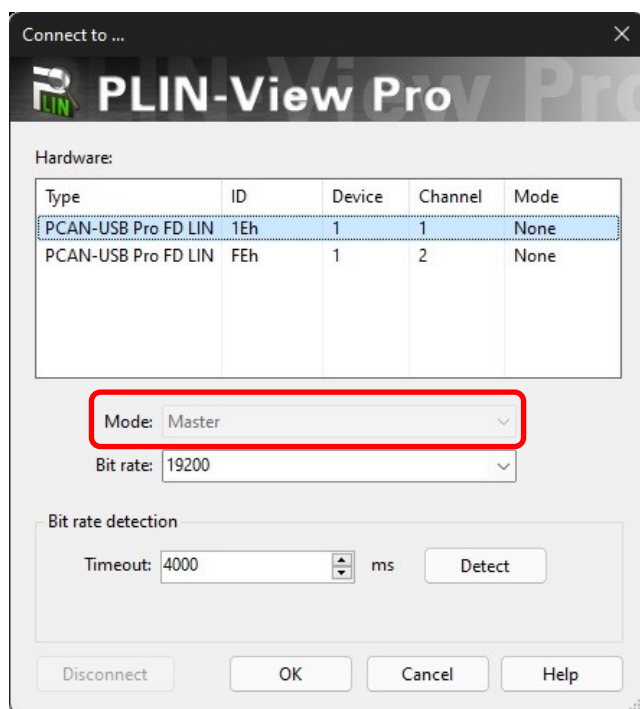 Connect to ...
LIN PLIN-View Pro
Hardware:
Type ID Device Channel Mode
PCAN-USB Pro FD LIN 1Eh 1 1 None
PCAN-USB Pro FD LIN FEh 1 2 None
Mode: Master
Bit rate: 19200
Bit rate detection
Timeout: 4000 ms Detect
Disconnect OK Cancel Help